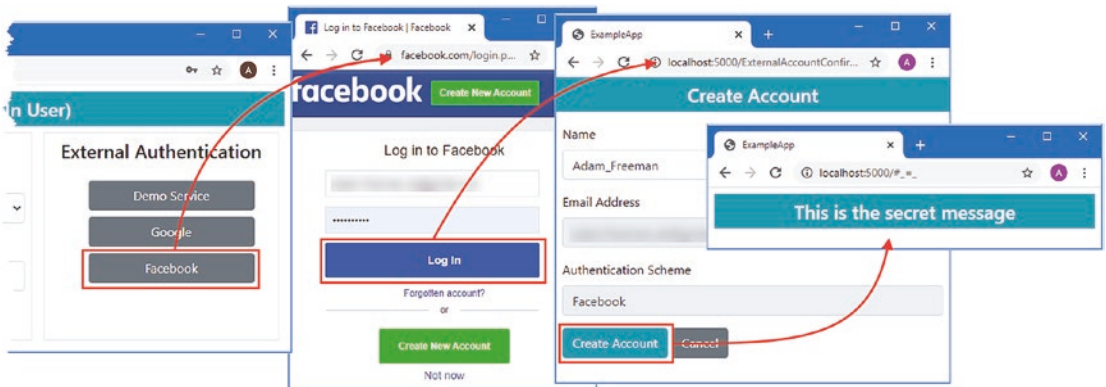 n User)
External Authentication
Demo Service
Google
Facebook
Log in to Facebook | Facebook
facebook.com/login.p...
facebook
Create New Account
Log in to Facebook
Log In
Forgotten account?
or
Create New Account
Not now
ExampleApp
localhost:5000/ExternalAccountConfir...
A
Create Account
Name
Adam_Freeman
Email Address
Authentication Scheme
Facebook
Create Account
Cancel
ExampleApp
localhost:5000/#_=_
A
This is the secret message